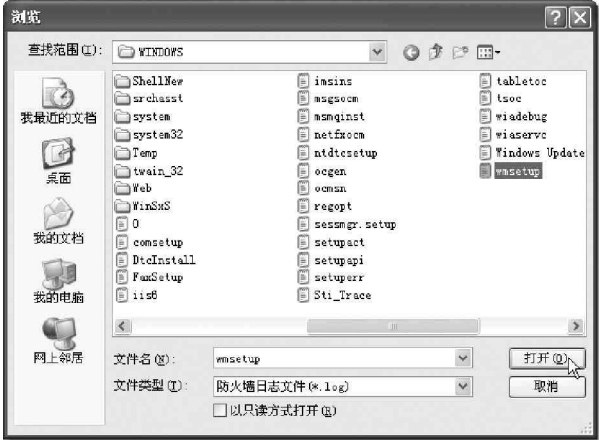 浏览
查找范围(I):
WINDOWS
我最近的文档
桌面
我的文档
我的电脑
网上邻居
ShellNew
srchasst
system
system32
Temp
twain_32
Web
WinSxS
0
comsetup
DtcInstall
FaxSetup
iis6
imsins
msgsocm
msmqinst
netfxocm
ntdtcsetup
ocgen
ocmsn
regopt
sessmgr.setup
setupact
setupapi
setuperr
Sti_Trace
tabletoc
tsoc
wiadebug
wiaservc
Windows Update
wmsetup
文件名(N):
wmsetup
打开(O)
文件类型(T):
防火墙日志文件(*.log)
取消
以只读方式打开(R)